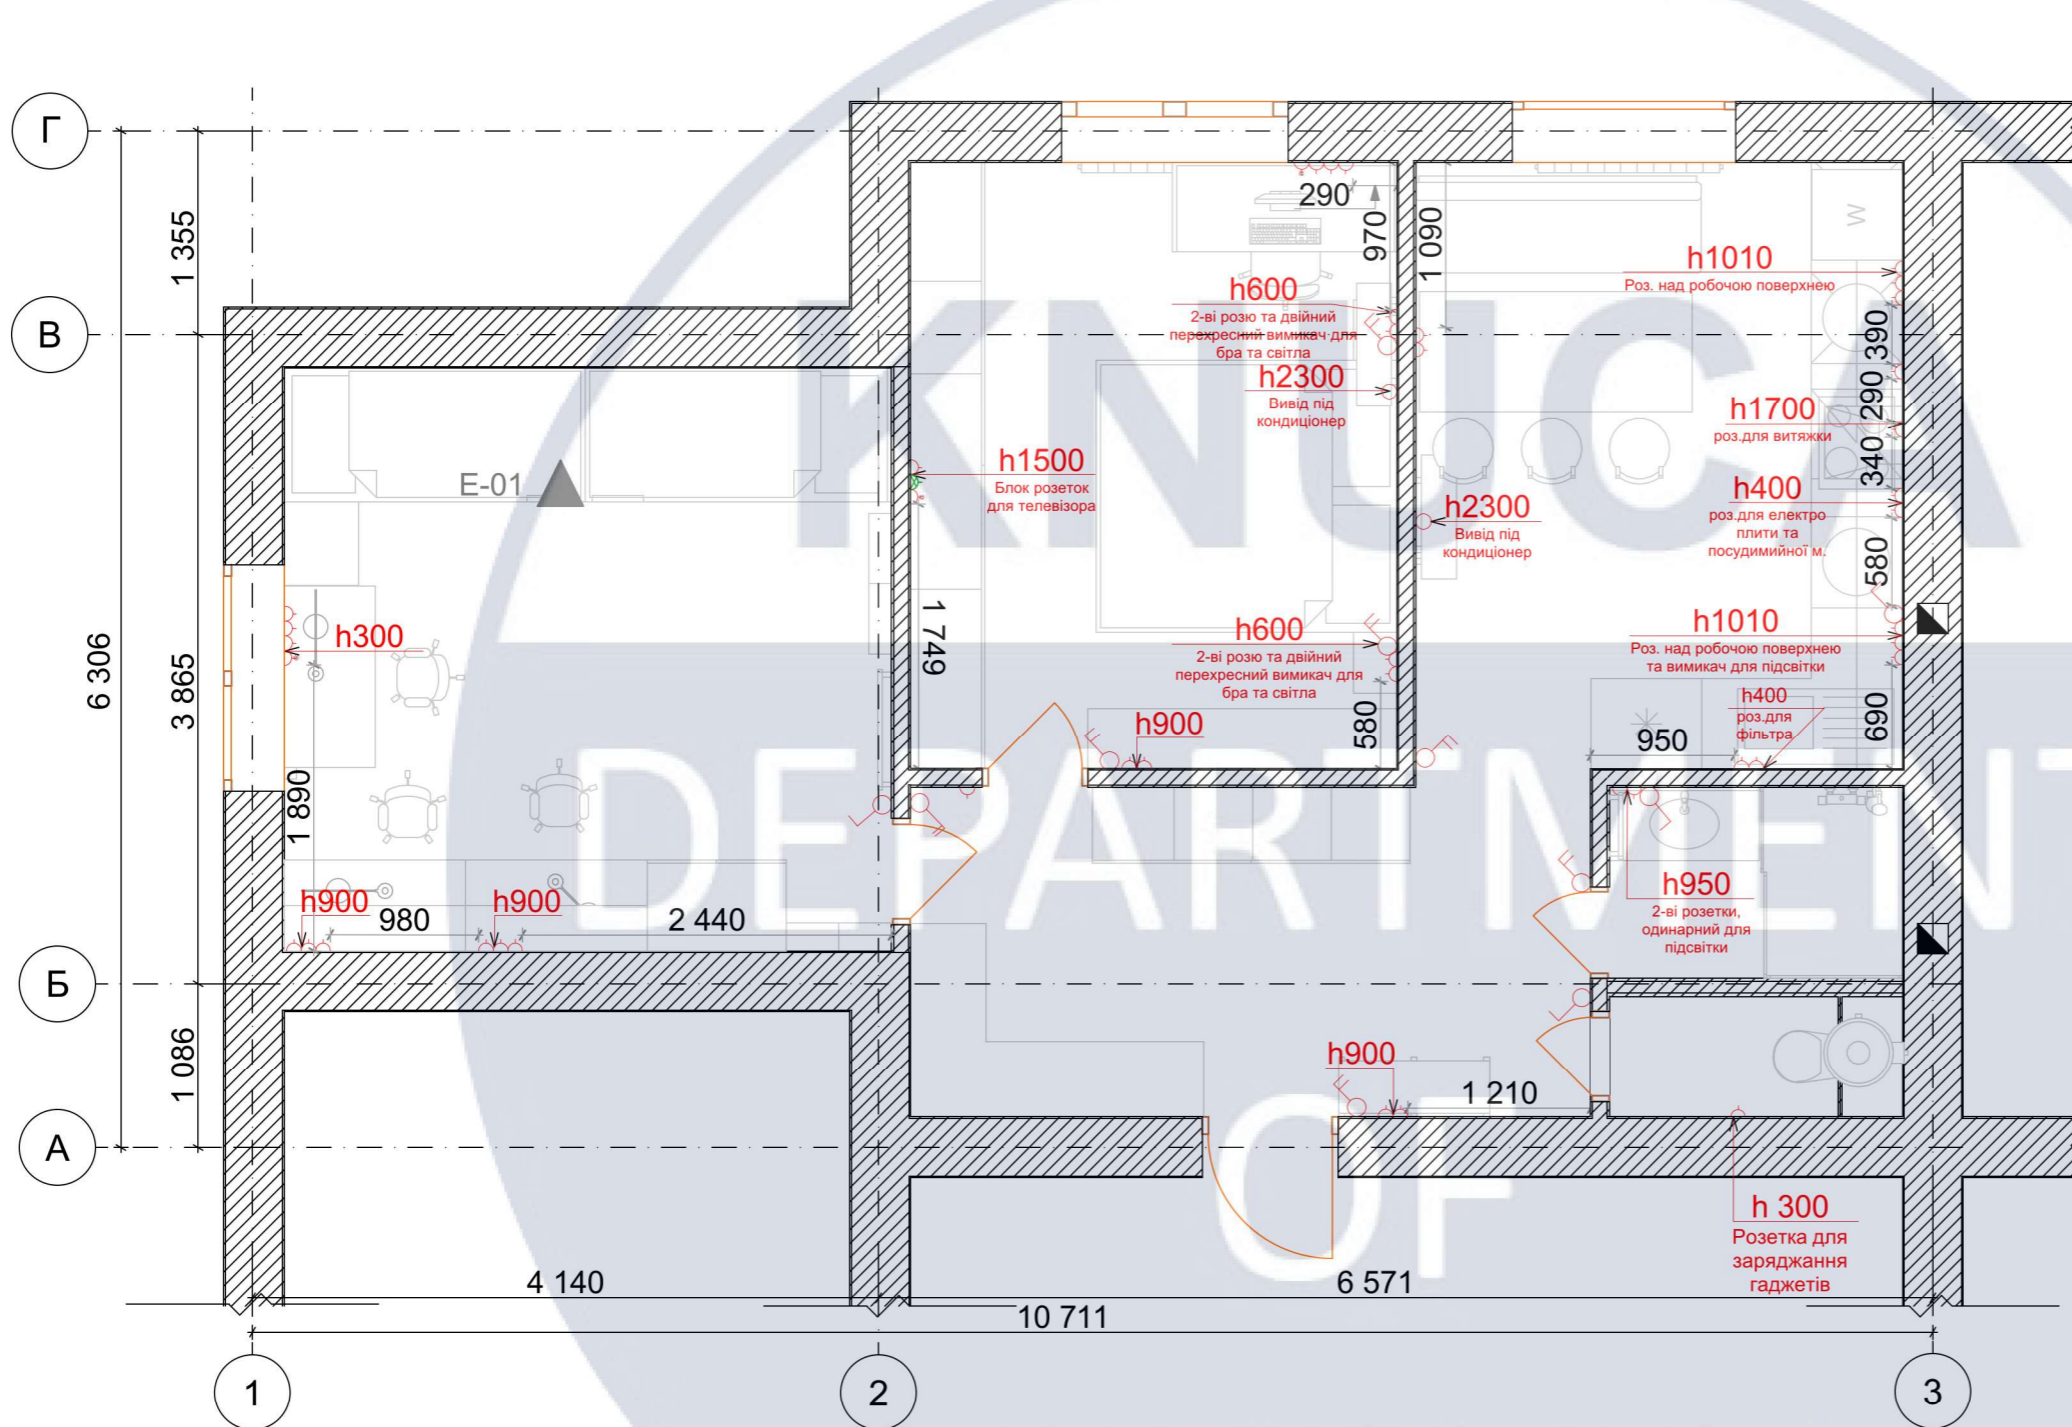 Г
В
Б
А
1 355
3 865
1 086
6 306
290
970
1 090
h600
2-ві розю та двійний
перехресний вимикач для
бра та світла
h2300
Вивід під
кондиціонер
h1010
Роз. над робочою поверхнею
390
290
h1700
роз.для витяжки
340
h400
роз.для електро
плити та
посудимийної м.
580
W
E-01
h1500
Блок розеток
для телевізора
h2300
Вивід під
кондиціонер
h300
1 749
h600
2-ві розю та двійний
перехресний вимикач для
бра та світла
580
h900
h1010
Роз. над робочою поверхнею
та вимикач для підсвітки
h400
роз.для
фільтра
690
950
1 890
h900
980
h900
2 440
h950
2-ві розетки,
одинарний для
підсвітки
h900
1 210
h 300
Розетка для
заряджання
гаджетів
4 140
6 571
10 711
1
2
3
KNUCA
DEPARTMENT
OF